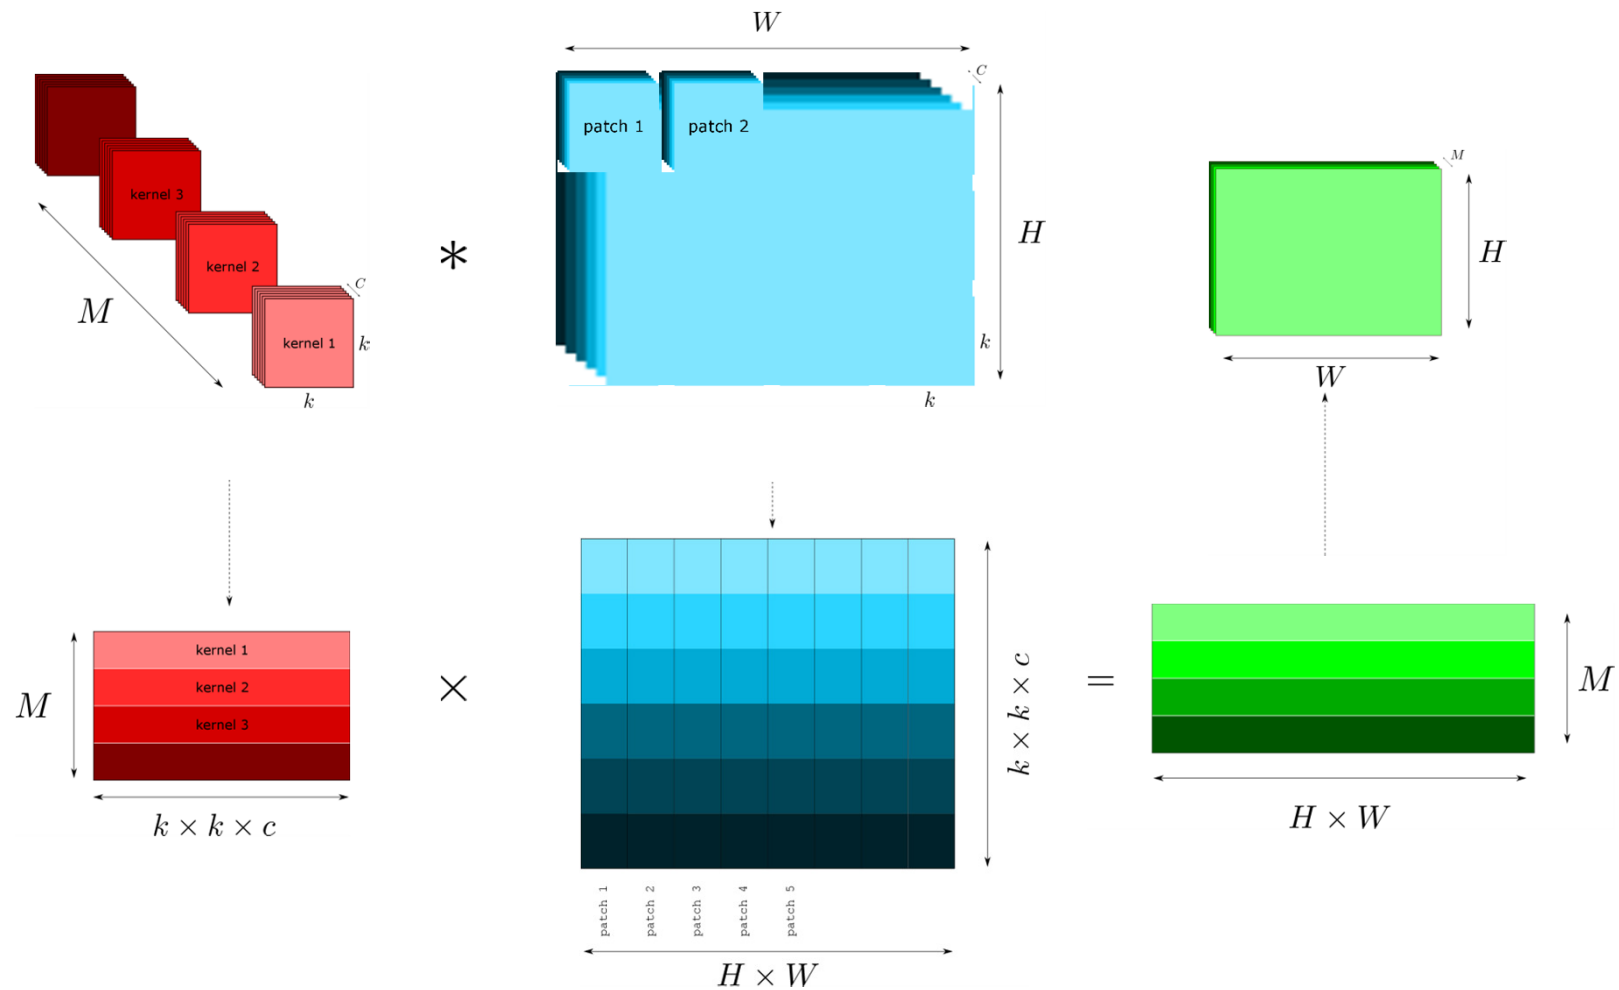 W
C
patch 1
patch 2
M
kernel 3
H
H
kernel 2
*
C
M
kernel 1
k
k
W
k
k
kernel 1
k × k × c
M
kernel 2
×
=
M
kernel 3
k × k × c
H × W
patch 1
patch 2
patch 3
patch 4
patch 5
H × W